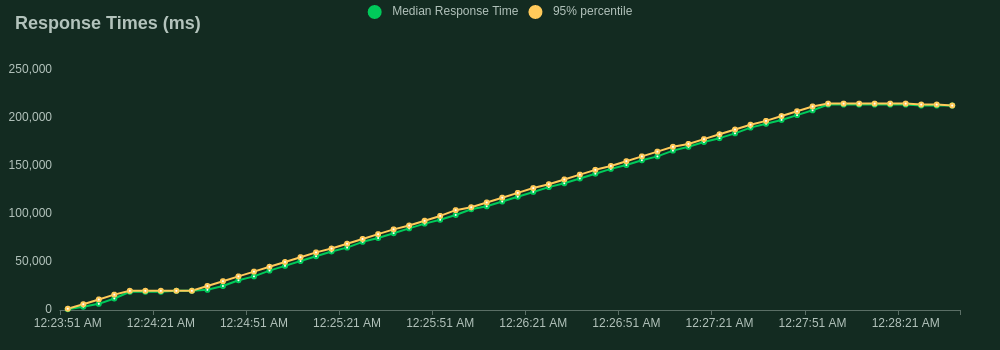 Response Times (ms)
Median Response Time
95% percentile
250,000
200,000
150,000
100,000
50,000
0
12:23:51 AM
12:24:21 AM
12:24:51 AM
12:25:21 AM
12:25:51 AM
12:26:21 AM
12:26:51 AM
12:27:21 AM
12:27:51 AM
12:28:21 AM